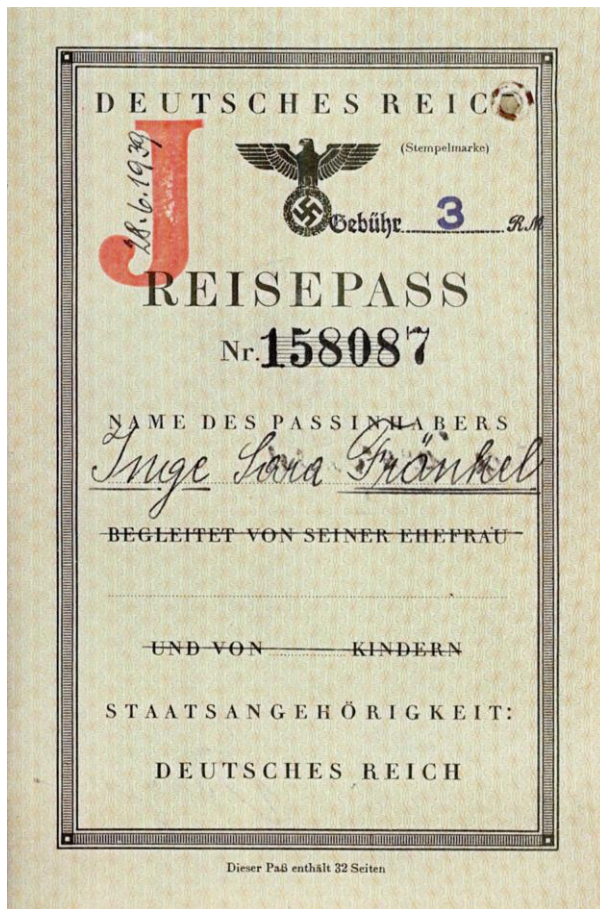 DEUTSCHES REIC
J
28.6.1939
(Stempelmarke)
Gebühr 3 RM
REISEPASS
Nr. 158087
NAME DES PASSINHABERS
Inge Sara Fränkel
BEGLEITET VON SEINER EHEFRAU
UND VON KINDERN
STAATSANGEHÖRIGKEIT:
DEUTSCHES REICH
Dieser Paß enthält 32 Seiten